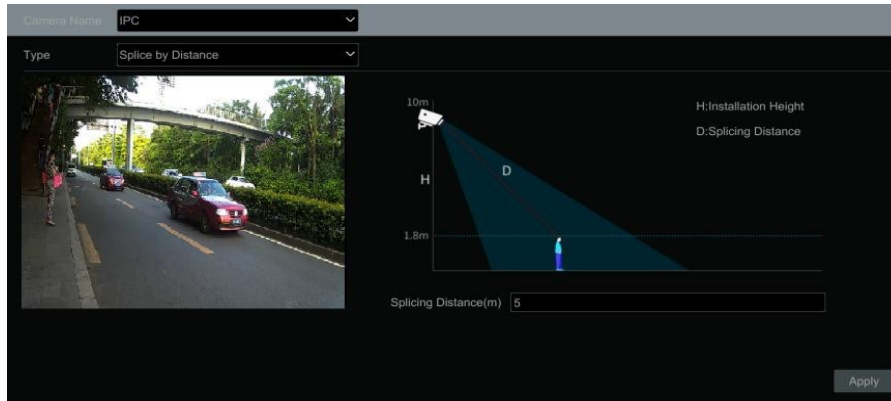 Camera Name IPC
Type Splice by Distance
10m
H:Installation Height
D:Splicing Distance
D
H
1.8m
Splicing Distance(m) 5
Apply